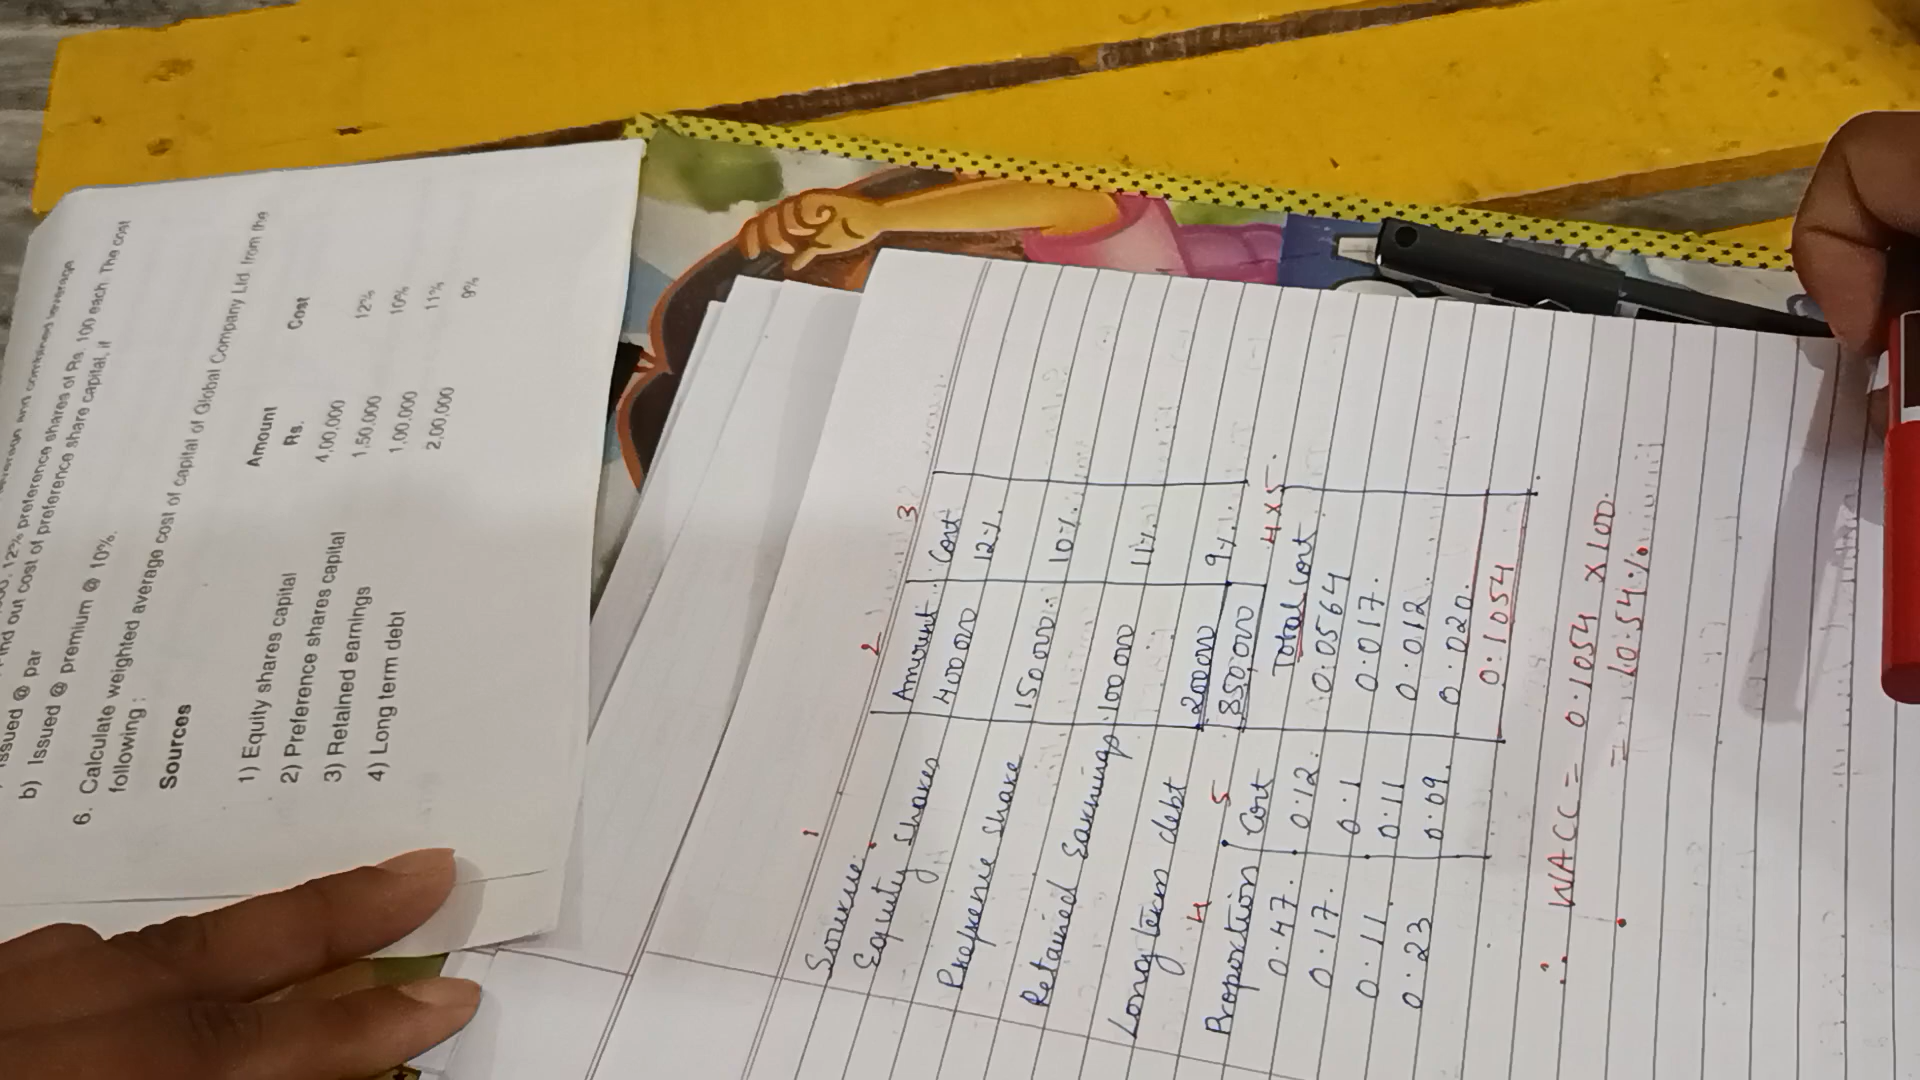 12% preference shares of Rs. 100 each. The cost
find out cost of preference share capital, if
b) Issued @ par
Issued @ premium @ 10%.
6. Calculate weighted average cost of capital of Global Company Ltd. from the
following :
Sources Amount Cost
Rs.
1) Equity shares capital 4,00,000 12%
2) Preference shares capital 1,50,000 10%
3) Retained earnings 1,00,000 11%
4) Long term debt 2,00,000 9%
1 2 3
Amount Cost
Equity shares 400000 12%
share 150000 10%
Retained Earnings 100000 11%
Long term debt 200000 9%
850,000
4 5 4x5
Proportion Cost Total Cost
0.47 0.12 0.0564
0.17 0.1 0.017
0.11 0.11 0.012
0.23 0.09 0.020
0.1054
∴ WACC = 0.1054 x 100
= 10.54%